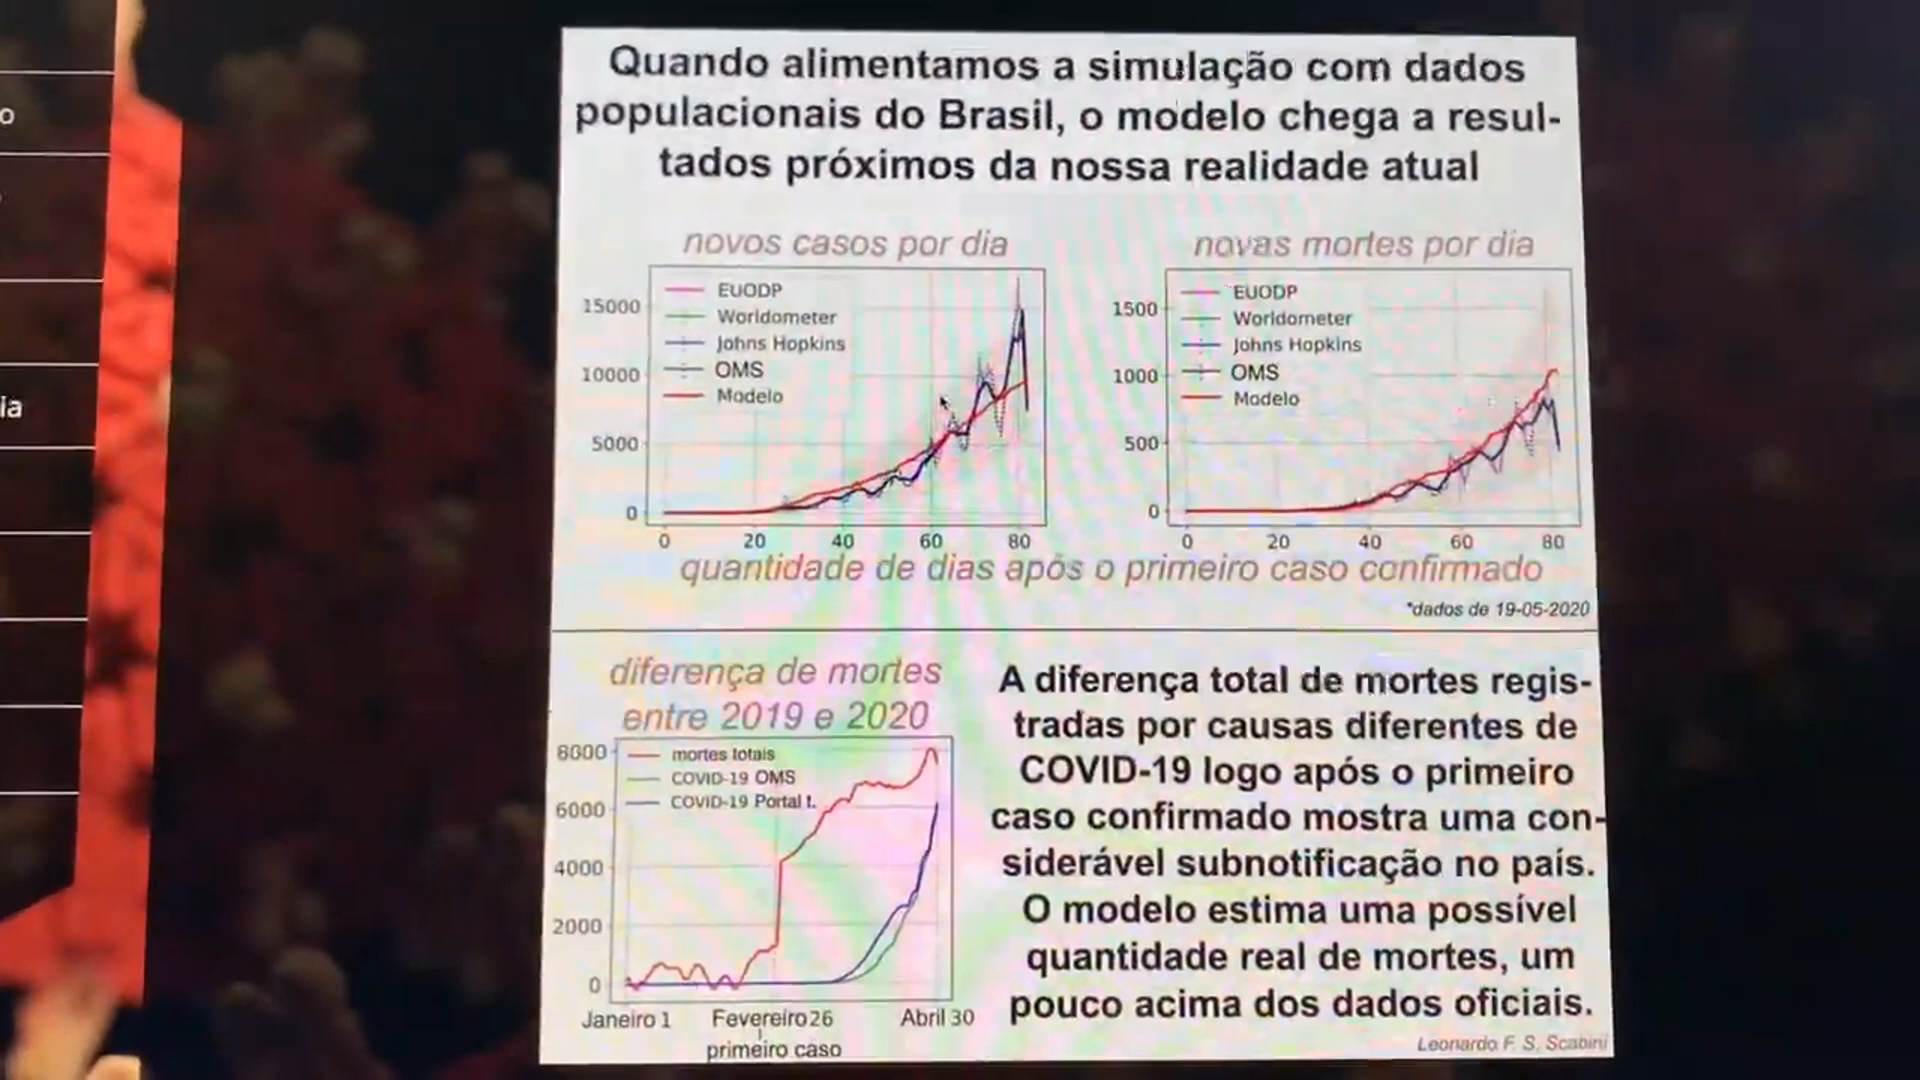 o
ia
Quando alimentamos a simulação com dados
populacionais do Brasil, o modelo chega a resul-
tados próximos da nossa realidade atual
novos casos por dia
EUODP
Worldometer
Johns Hopkins
OMS
Modelo
15000
10000
5000
0
0 20 40 60 80
novas mortes por dia
EUODP
Worldometer
Johns Hopkins
OMS
Modelo
1500
1000
500
0
0 20 40 60 80
quantidade de dias após o primeiro caso confirmado
*dados de 19-05-2020
diferença de mortes
entre 2019 e 2020
mortes totais
COVID-19 OMS
COVID-19 Portal t.
8000
6000
4000
2000
0
Janeiro 1 Fevereiro 26 Abril 30
primeiro caso
A diferença total de mortes regis-
tradas por causas diferentes de
COVID-19 logo após o primeiro
caso confirmado mostra uma con-
siderável subnotificação no país.
O modelo estima uma possível
quantidade real de mortes, um
pouco acima dos dados oficiais.
Leonardo F. S. Scabini